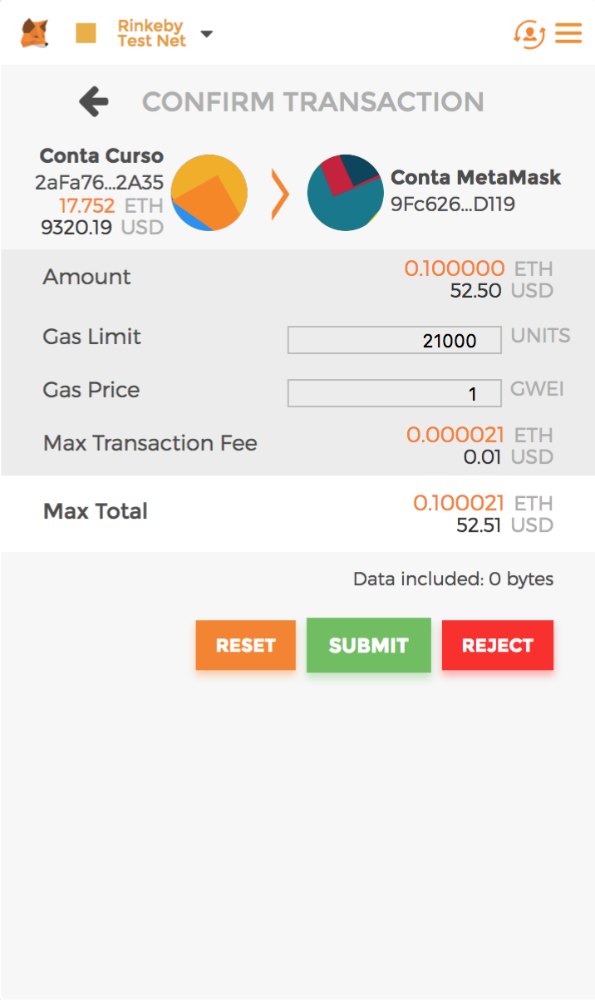 Rinkeby
Test Net
CONFIRM TRANSACTION
Conta Curso
2aFa76...2A35
17.752 ETH
9320.19 USD
Conta MetaMask
9Fc626...D119
Amount
0.100000 ETH
52.50 USD
Gas Limit
21000 UNITS
Gas Price
1 GWEI
Max Transaction Fee
0.000021 ETH
0.01 USD
Max Total
0.100021 ETH
52.51 USD
Data included: 0 bytes
RESET SUBMIT REJECT